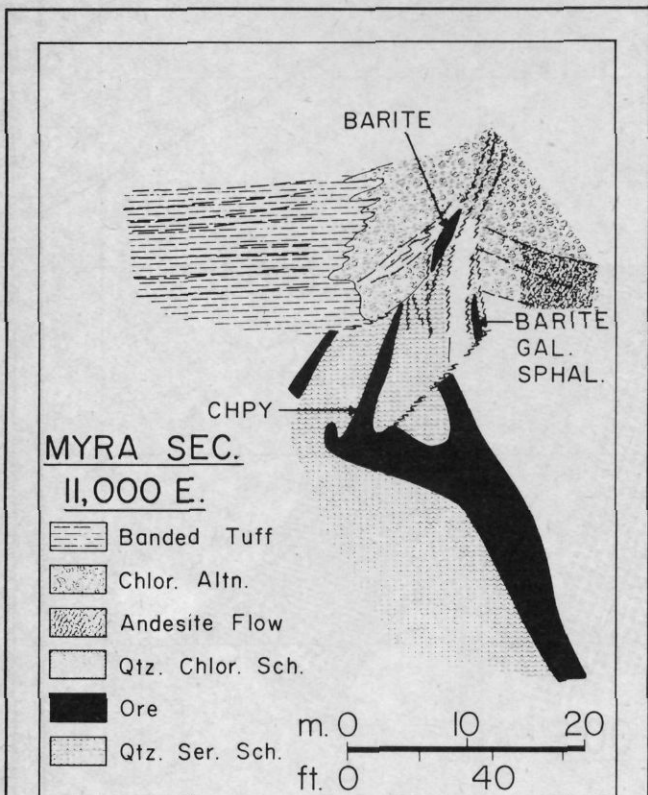 BARITE
BARITE
GAL.
SPHAL.
CHPY
MYRA SEC.
11,000 E.
Banded Tuff
Chlor. Altn.
Andesite Flow
Qtz. Chlor. Sch.
Ore
Qtz. Ser. Sch.
m. 0 10 20
ft. 0 40